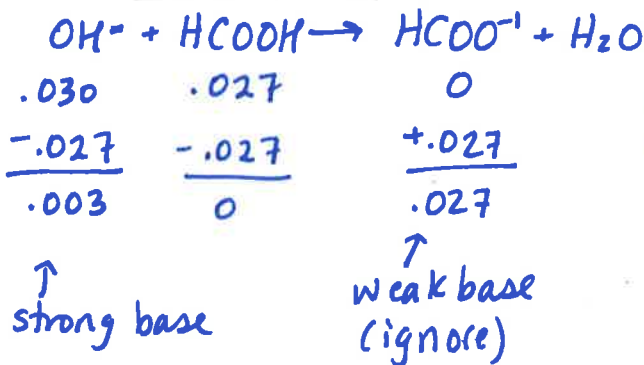 OH⁻ + HCOOH → HCOO⁻¹ + H₂O
.030 .027 0
-.027 -.027 +.027
.003 0 .027
↑ ↑
strong base weak base
(ignore)